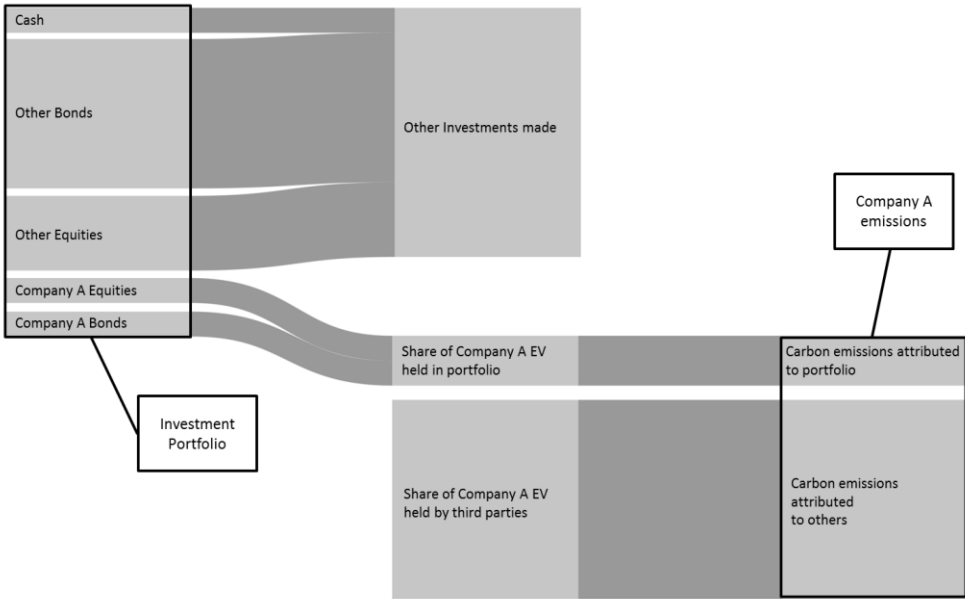 Cash
Other Bonds
Other Equities
Company A Equities
Company A Bonds
Investment
Portfolio
Other Investments made
Share of Company A EV
held in portfolio
Share of Company A EV
held by third parties
Company A
emissions
Carbon emissions attributed
to portfolio
Carbon emissions
attributed
to others